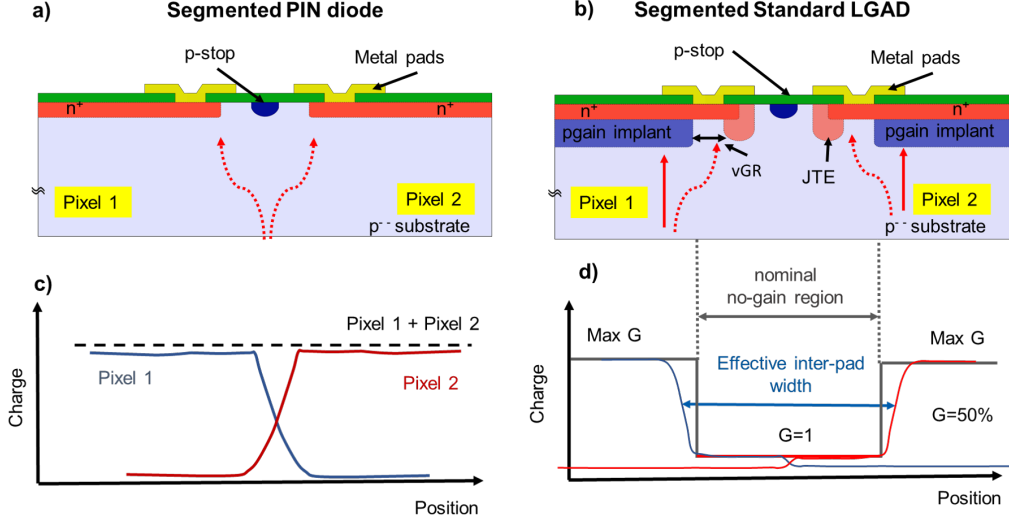 a)
Segmented PIN diode
p-stop
Metal pads
n+
Pixel 1
Pixel 2
p-- substrate
b)
Segmented Standard LGAD
p-stop
Metal pads
n+
n+
pgain implant
pgain implant
vGR
JTE
Pixel 1
Pixel 2
p-- substrate
c)
Pixel 1 + Pixel 2
Pixel 1
Pixel 2
Charge
Position
d)
nominal
no-gain region
Max G
Max G
Effective inter-pad
width
G=50%
G=1
Charge
Position